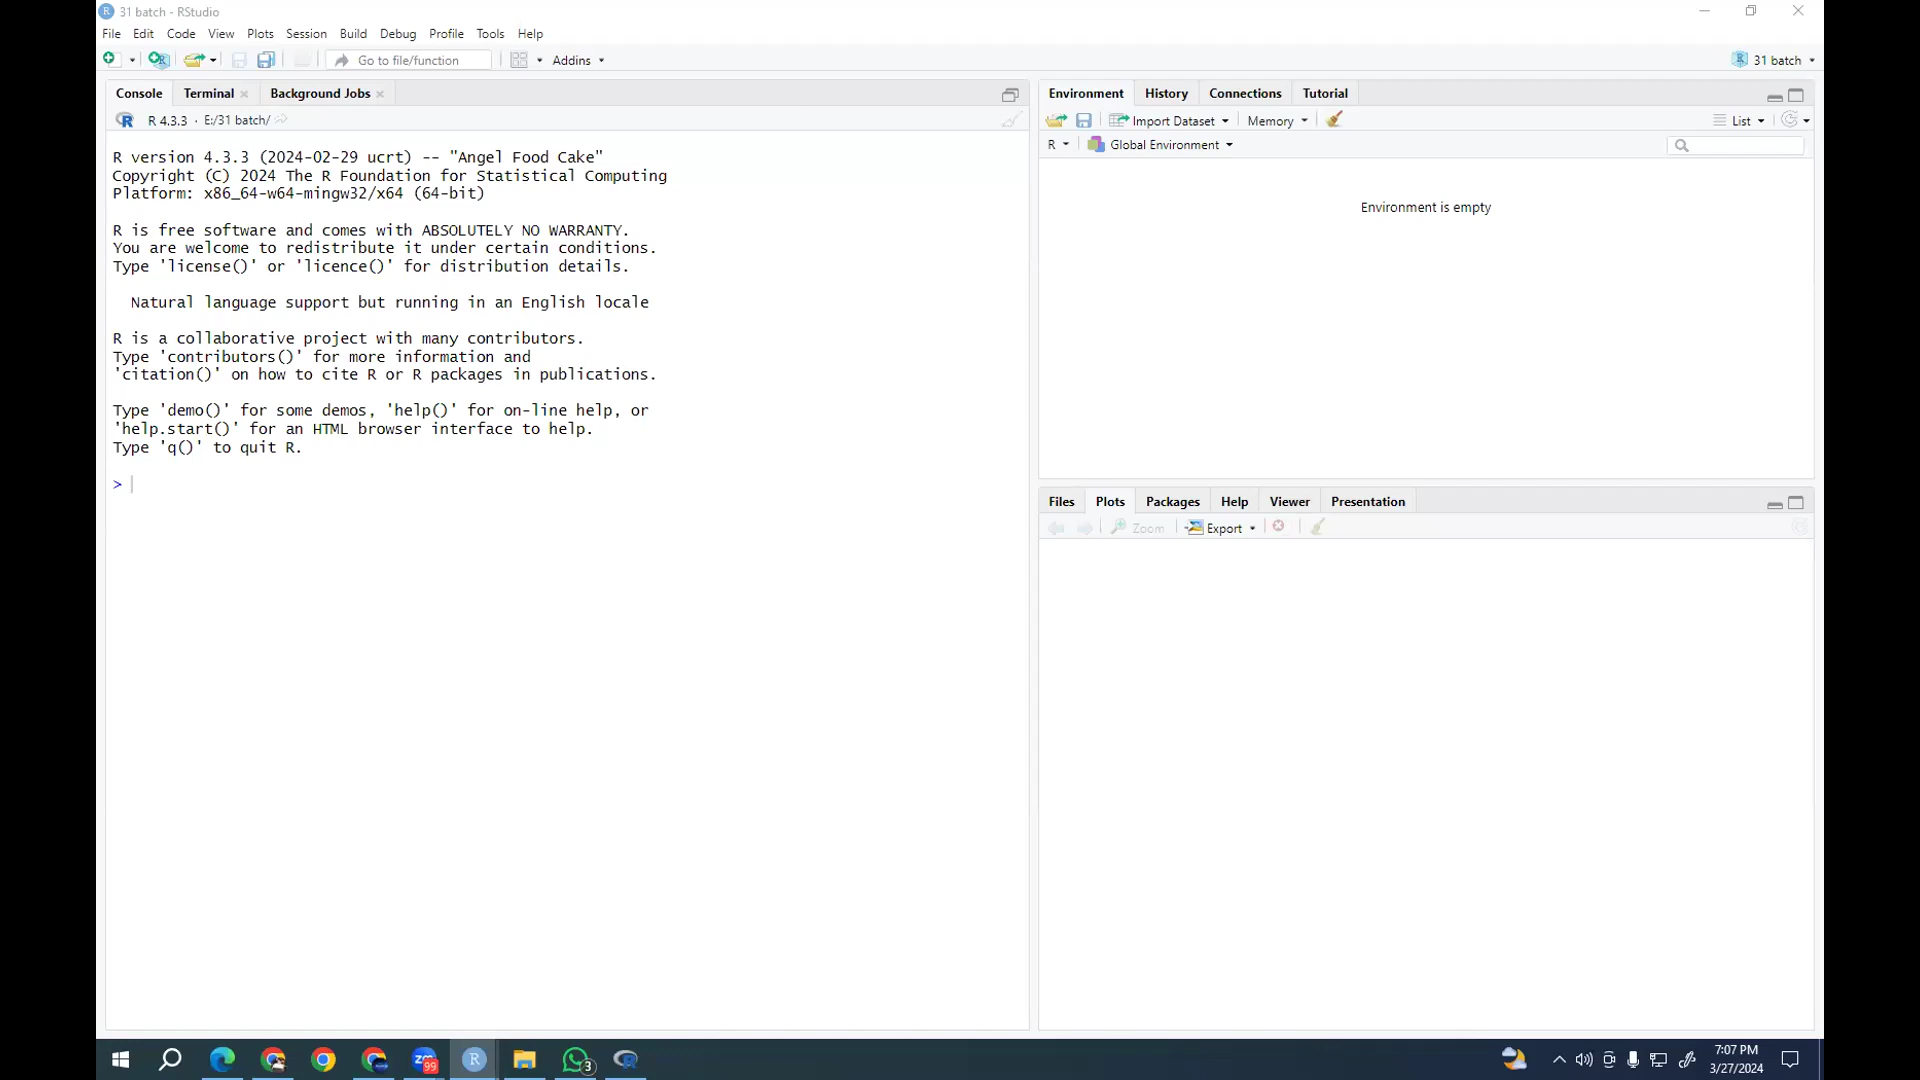 31 batch - RStudio
File Edit Code View Plots Session Build Debug Profile Tools Help
Go to file/function Addins 31 batch
Console Terminal Background Jobs
R 4.3.3 · E:/31 batch/
R version 4.3.3 (2024-02-29 ucrt) -- "Angel Food Cake"
Copyright (C) 2024 The R Foundation for Statistical Computing
Platform: x86_64-w64-mingw32/x64 (64-bit)
R is free software and comes with ABSOLUTELY NO WARRANTY.
You are welcome to redistribute it under certain conditions.
Type 'license()' or 'licence()' for distribution details.
Natural language support but running in an English locale
R is a collaborative project with many contributors.
Type 'contributors()' for more information and
'citation()' on how to cite R or R packages in publications.
Type 'demo()' for some demos, 'help()' for on-line help, or
'help.start()' for an HTML browser interface to help.
Type 'q()' to quit R.
>
Environment History Connections Tutorial
Import Dataset Memory List
R Global Environment
Environment is empty
Files Plots Packages Help Viewer Presentation
Zoom Export
zm 99 R 3 R
7:07 PM
3/27/2024